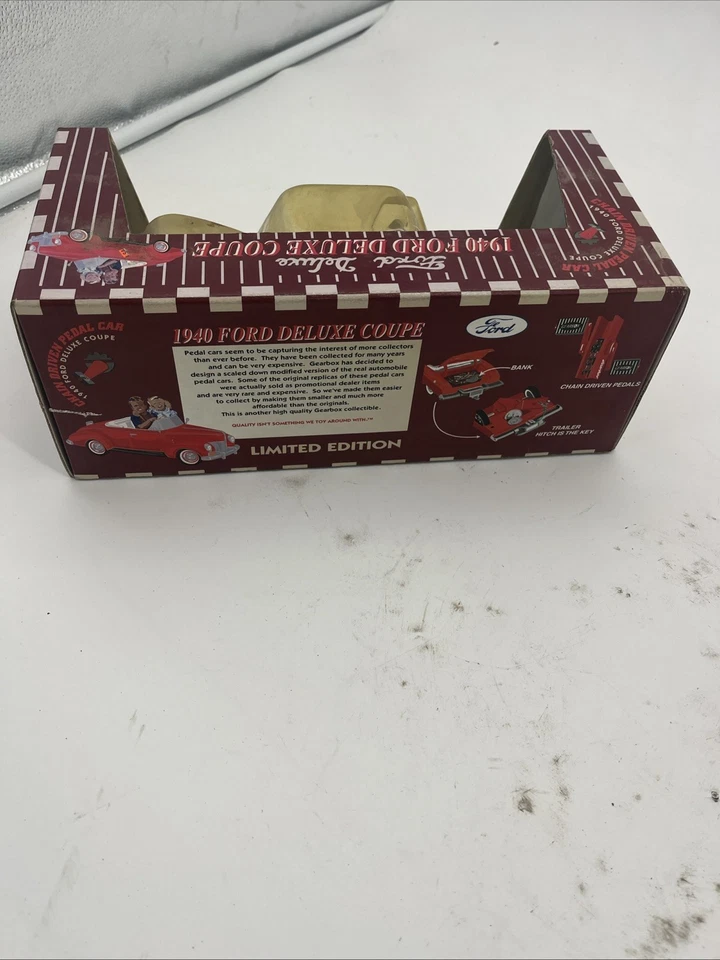 1940 FORD DELUXE COUPE
Ford Deluxe
CHAIN DRIVEN PEDAL CAR
1940 FORD DELUXE COUPE
CHAIN DRIVEN PEDAL CAR
1940 FORD DELUXE COUPE
1940 FORD DELUXE COUPE
Pedal cars seem to be capturing the interest of more collectors
than ever before. They have been collected for many years
and can be very expensive. Gearbox has decided to
design a scaled down modified version of the real automobile
pedal cars. Some of the original replicas of these pedal cars
were actually sold as promotional dealer items
and are very rare and expensive. So we've made them easier
to collect by making them smaller and much more
affordable than the originals.
This is another high quality Gearbox collectible.
QUALITY ISN'T SOMETHING WE TOY AROUND WITH.™
LIMITED EDITION
Ford
BANK
CHAIN DRIVEN PEDALS
TRAILER
HITCH IS THE KEY